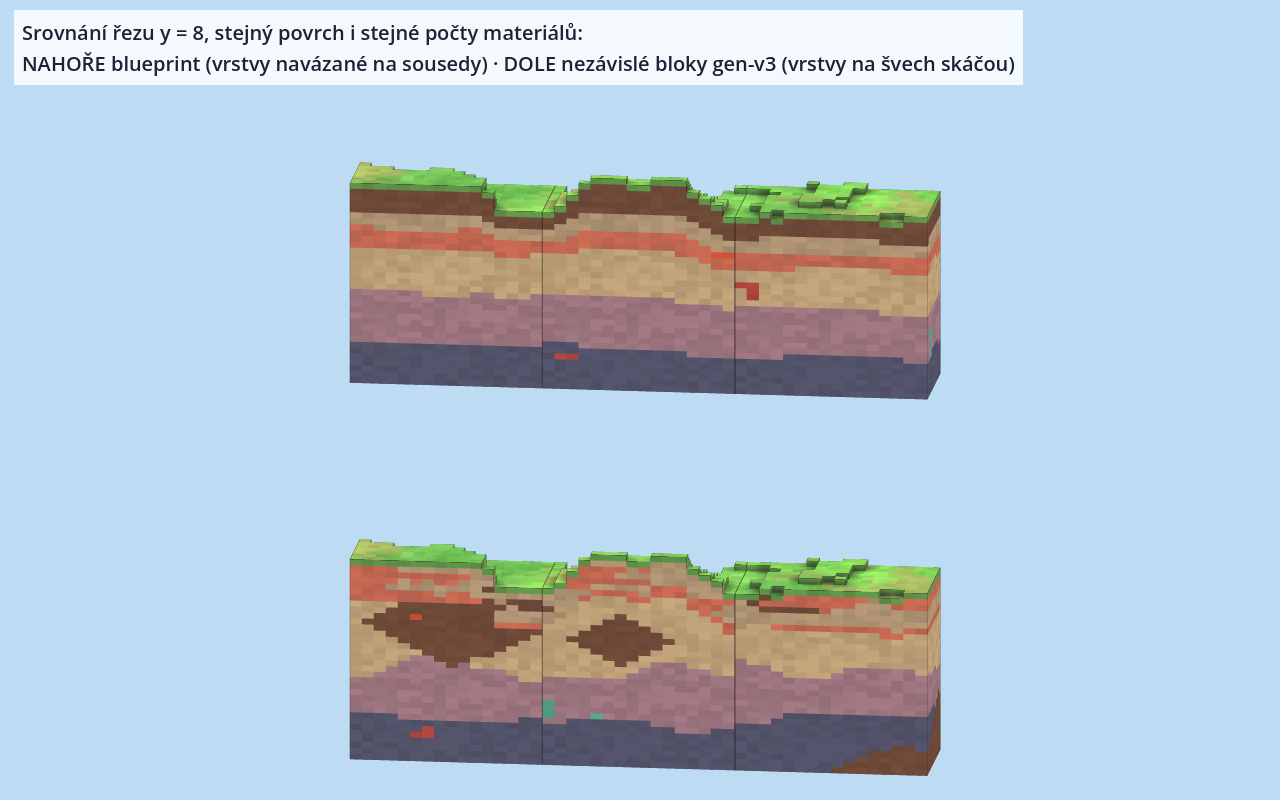 Srovnání řezu y = 8, stejný povrch i stejné počty materiálů:
NAHOŘE blueprint (vrstvy navázané na sousedy) · DOLE nezávislé bloky gen-v3 (vrstvy na švech skáčou)